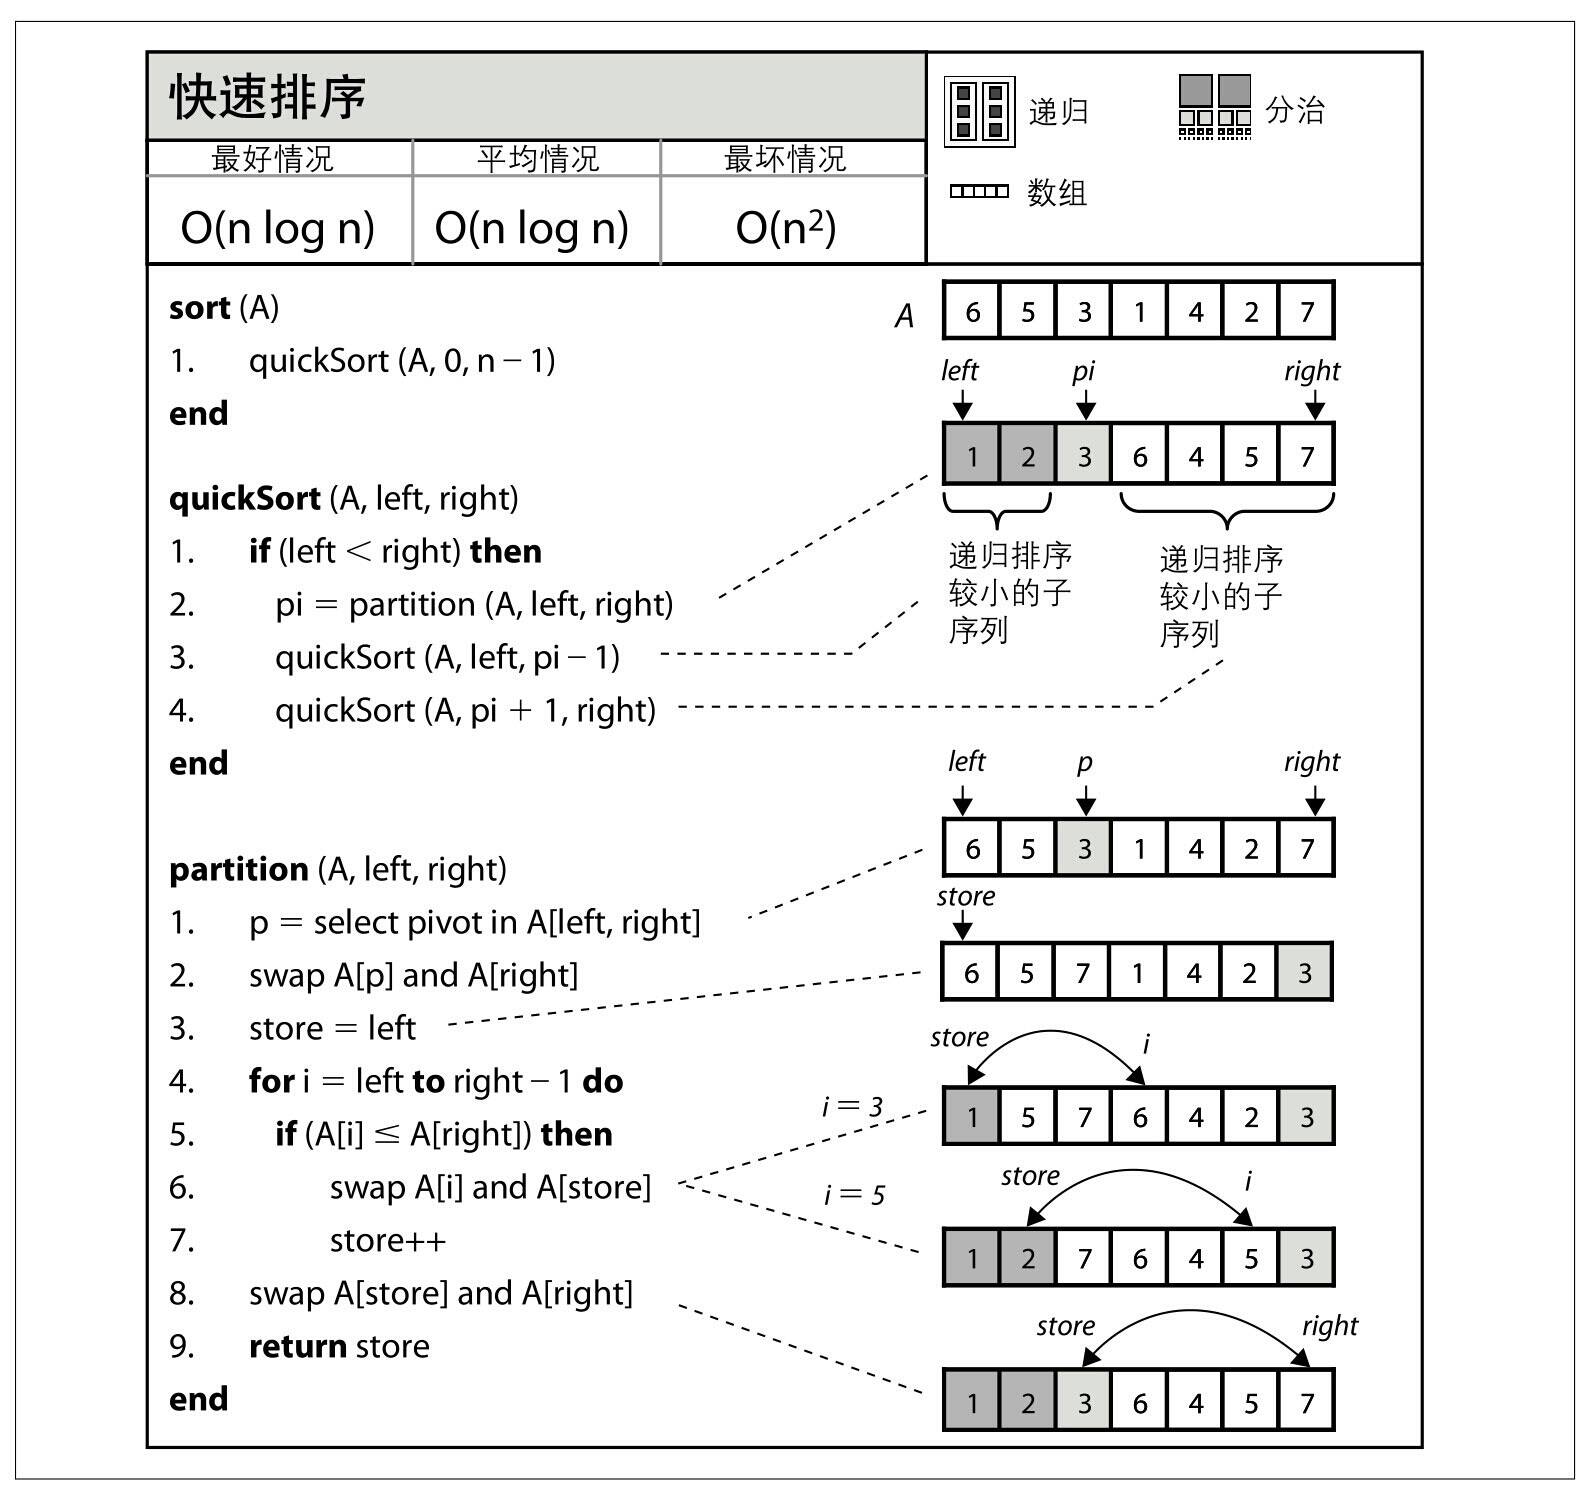 快速排序
最好情况 平均情况 最坏情况
O(n log n) O(n log n) O(n²)
递归 分治
数组
sort (A)
1. quickSort (A, 0, n – 1)
end
quickSort (A, left, right)
1. if (left < right) then
2. pi = partition (A, left, right)
3. quickSort (A, left, pi – 1)
4. quickSort (A, pi + 1, right)
end
partition (A, left, right)
1. p = select pivot in A[left, right]
2. swap A[p] and A[right]
3. store = left
4. for i = left to right – 1 do
5. if (A[i] ≤ A[right]) then
6. swap A[i] and A[store]
7. store++
8. swap A[store] and A[right]
9. return store
end
A 6 5 3 1 4 2 7
left pi right
1 2 3 6 4 5 7
递归排序
较小的子
序列
递归排序
较小的子
序列
left p right
6 5 3 1 4 2 7
store
6 5 7 1 4 2 3
store i
i = 3
1 5 7 6 4 2 3
store i
i = 5
1 2 7 6 4 5 3
store right
1 2 3 6 4 5 7